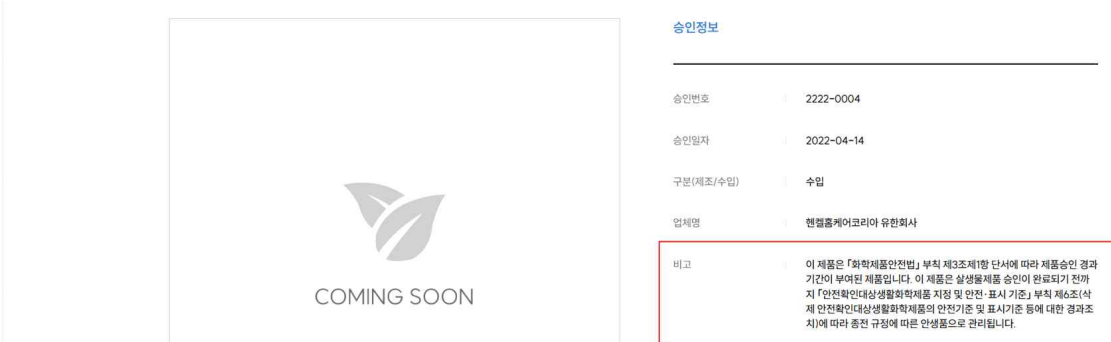 승인정보
승인번호 2222-0004
승인일자 2022-04-14
구분(제조/수입) 수입
업체명 헨켈홈케어코리아 유한회사
비고 이 제품은 「화학제품안전법」 부칙 제3조제1항 단서에 따라 제품승인 경과
기간이 부여된 제품입니다. 이 제품은 살생물제품 승인이 완료되기 전까
지 「안전확인대상생활화학제품 지정 및 안전·표시 기준」 부칙 제6조(삭
제 안전확인대상생활화학제품의 안전기준 및 표시기준 등에 대한 경과조
치)에 따라 종전 규정에 따른 안생품으로 관리됩니다.
COMING SOON